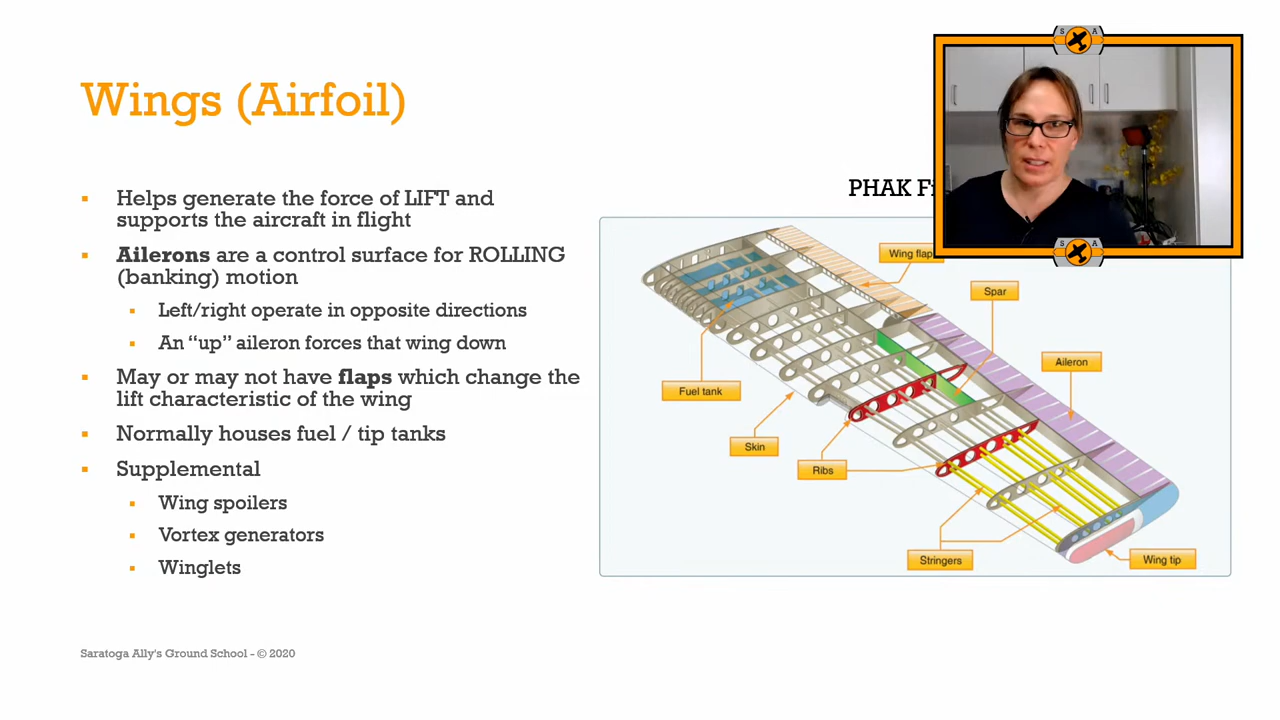 S A
Wings (Airfoil)
PHAK
▪ Helps generate the force of LIFT and
supports the aircraft in flight
▪ Ailerons are a control surface for ROLLING
(banking) motion
▪ Left/right operate in opposite directions
▪ An “up” aileron forces that wing down
▪ May or may not have flaps which change the
lift characteristic of the wing
▪ Normally houses fuel / tip tanks
▪ Supplemental
▪ Wing spoilers
▪ Vortex generators
▪ Winglets
Wing flap
Spar
Aileron
Fuel tank
Skin
Ribs
Stringers
Wing tip
S A
Saratoga Ally's Ground School - © 2020